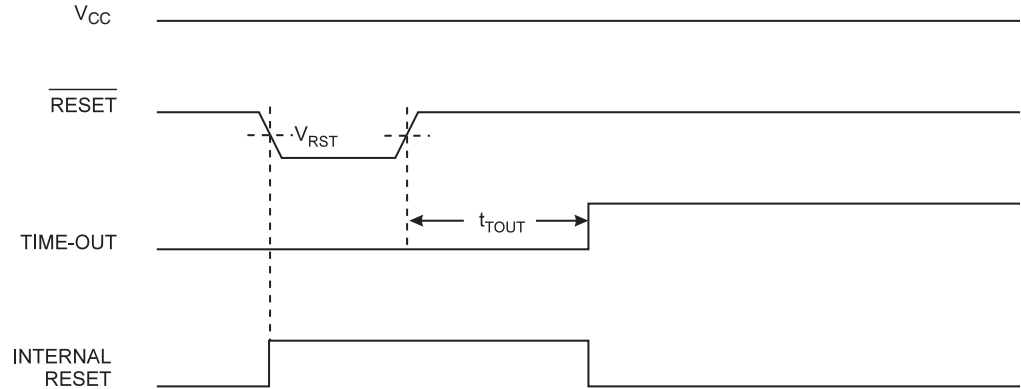 VCC
RESET
VRST
tTOUT
TIME-OUT
INTERNAL
RESET